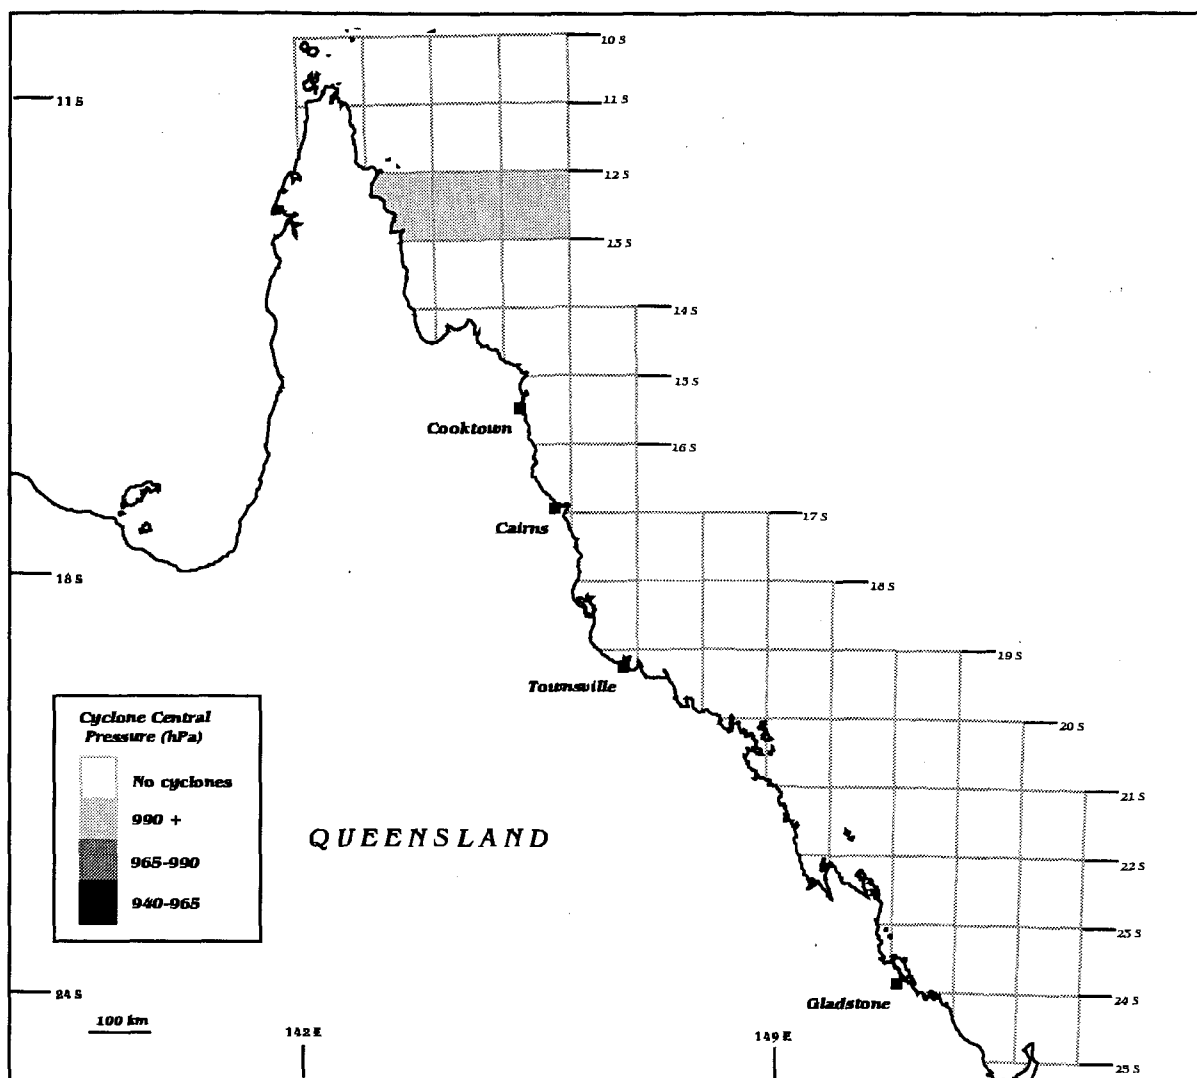 10 S
11 S
11 S
12 S
13 S
14 S
15 S
Cooktown
16 S
Cairns
17 S
18 S
18 S
19 S
Townsville
20 S
Cyclone Central
Pressure (hPa)
No cyclones
990 +
965-990
940-965
QUEENSLAND
21 S
22 S
23 S
24 S
Gladstone
24 S
100 km
142 E
149 E
25 S